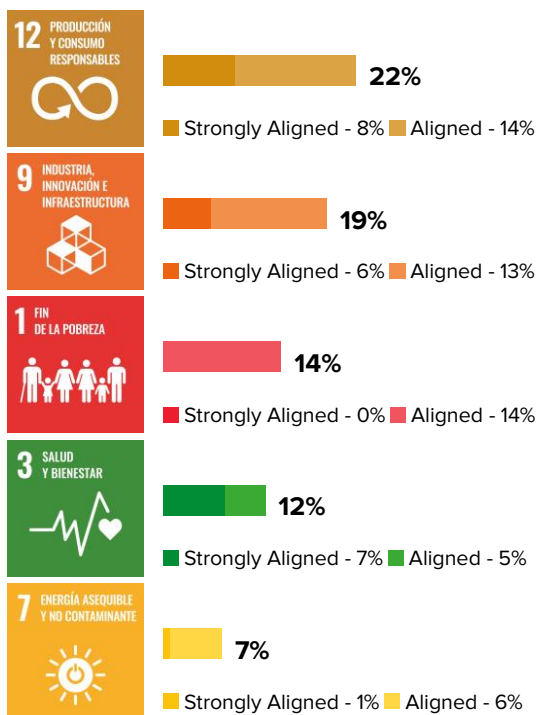 12 PRODUCCIÓN
Y CONSUMO
RESPONSABLES
22%
Strongly Aligned - 8% Aligned - 14%
9 INDUSTRIA,
INNOVACIÓN E
INFRAESTRUCTURA
19%
Strongly Aligned - 6% Aligned - 13%
1 FIN
DE LA POBREZA
14%
Strongly Aligned - 0% Aligned - 14%
3 SALUD
Y BIENESTAR
12%
Strongly Aligned - 7% Aligned - 5%
7 ENERGÍA ASEQUIBLE
Y NO CONTAMINANTE
7%
Strongly Aligned - 1% Aligned - 6%